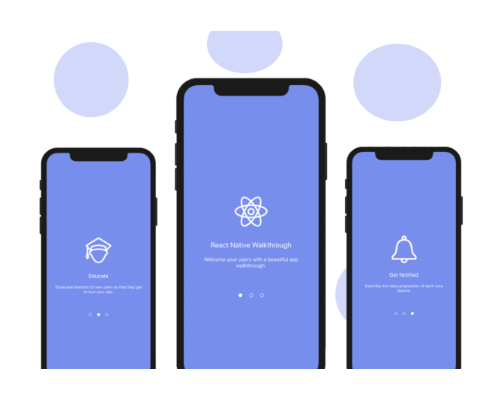 React Native Walkthrough
Welcome your users with a beautiful app
walkthrough.
Educate
Showcase features to new users so that they get
to love your app.
Get Notified
Describe the value proposition of each core
feature.